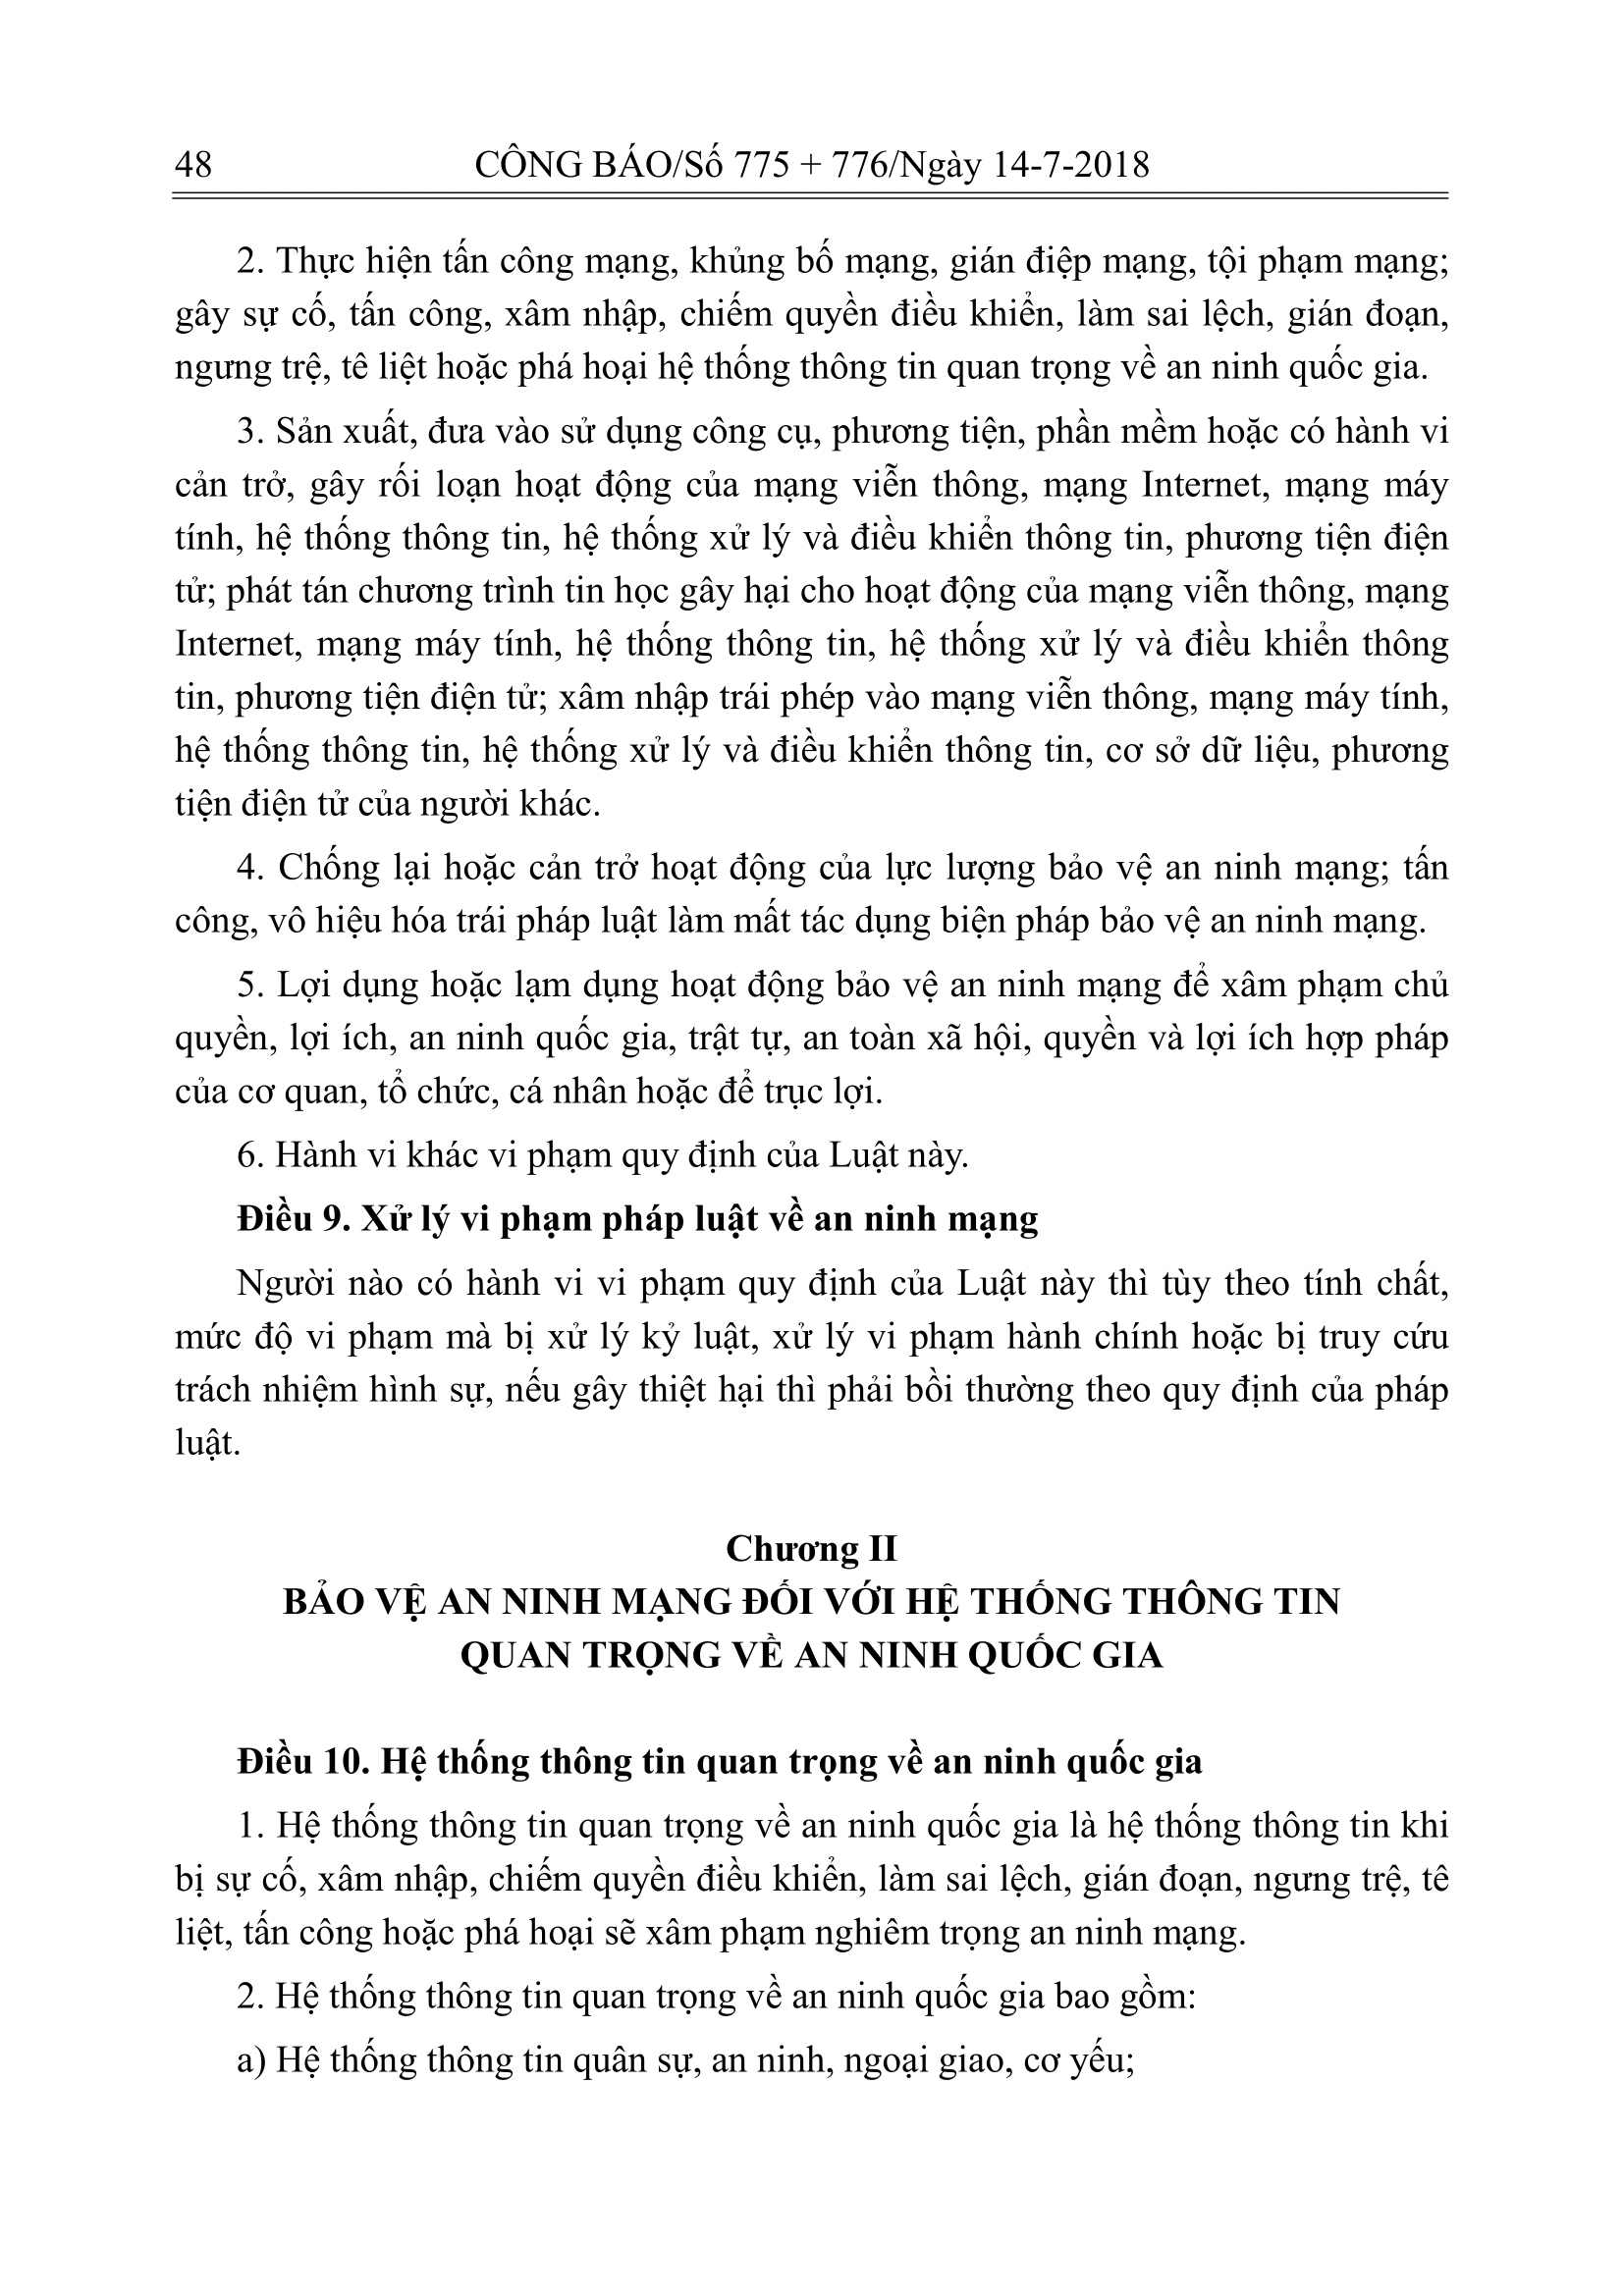 48 CÔNG BÁO/Số 775 + 776/Ngày 14-7-2018
2. Thực hiện tấn công mạng, khủng bố mạng, gián điệp mạng, tội phạm mạng;
gây sự cố, tấn công, xâm nhập, chiếm quyền điều khiển, làm sai lệch, gián đoạn,
ngưng trệ, tê liệt hoặc phá hoại hệ thống thông tin quan trọng về an ninh quốc gia.
3. Sản xuất, đưa vào sử dụng công cụ, phương tiện, phần mềm hoặc có hành vi
cản trở, gây rối loạn hoạt động của mạng viễn thông, mạng Internet, mạng máy
tính, hệ thống thông tin, hệ thống xử lý và điều khiển thông tin, phương tiện điện
tử; phát tán chương trình tin học gây hại cho hoạt động của mạng viễn thông, mạng
Internet, mạng máy tính, hệ thống thông tin, hệ thống xử lý và điều khiển thông
tin, phương tiện điện tử; xâm nhập trái phép vào mạng viễn thông, mạng máy tính,
hệ thống thông tin, hệ thống xử lý và điều khiển thông tin, cơ sở dữ liệu, phương
tiện điện tử của người khác.
4. Chống lại hoặc cản trở hoạt động của lực lượng bảo vệ an ninh mạng; tấn
công, vô hiệu hóa trái pháp luật làm mất tác dụng biện pháp bảo vệ an ninh mạng.
5. Lợi dụng hoặc lạm dụng hoạt động bảo vệ an ninh mạng để xâm phạm chủ
quyền, lợi ích, an ninh quốc gia, trật tự, an toàn xã hội, quyền và lợi ích hợp pháp
của cơ quan, tổ chức, cá nhân hoặc để trục lợi.
6. Hành vi khác vi phạm quy định của Luật này.
Điều 9. Xử lý vi phạm pháp luật về an ninh mạng
Người nào có hành vi vi phạm quy định của Luật này thì tùy theo tính chất,
mức độ vi phạm mà bị xử lý kỷ luật, xử lý vi phạm hành chính hoặc bị truy cứu
trách nhiệm hình sự, nếu gây thiệt hại thì phải bồi thường theo quy định của pháp
luật.
Chương II
BẢO VỆ AN NINH MẠNG ĐỐI VỚI HỆ THỐNG THÔNG TIN
QUAN TRỌNG VỀ AN NINH QUỐC GIA
Điều 10. Hệ thống thông tin quan trọng về an ninh quốc gia
1. Hệ thống thông tin quan trọng về an ninh quốc gia là hệ thống thông tin khi
bị sự cố, xâm nhập, chiếm quyền điều khiển, làm sai lệch, gián đoạn, ngưng trệ, tê
liệt, tấn công hoặc phá hoại sẽ xâm phạm nghiêm trọng an ninh mạng.
2. Hệ thống thông tin quan trọng về an ninh quốc gia bao gồm:
a) Hệ thống thông tin quân sự, an ninh, ngoại giao, cơ yếu;